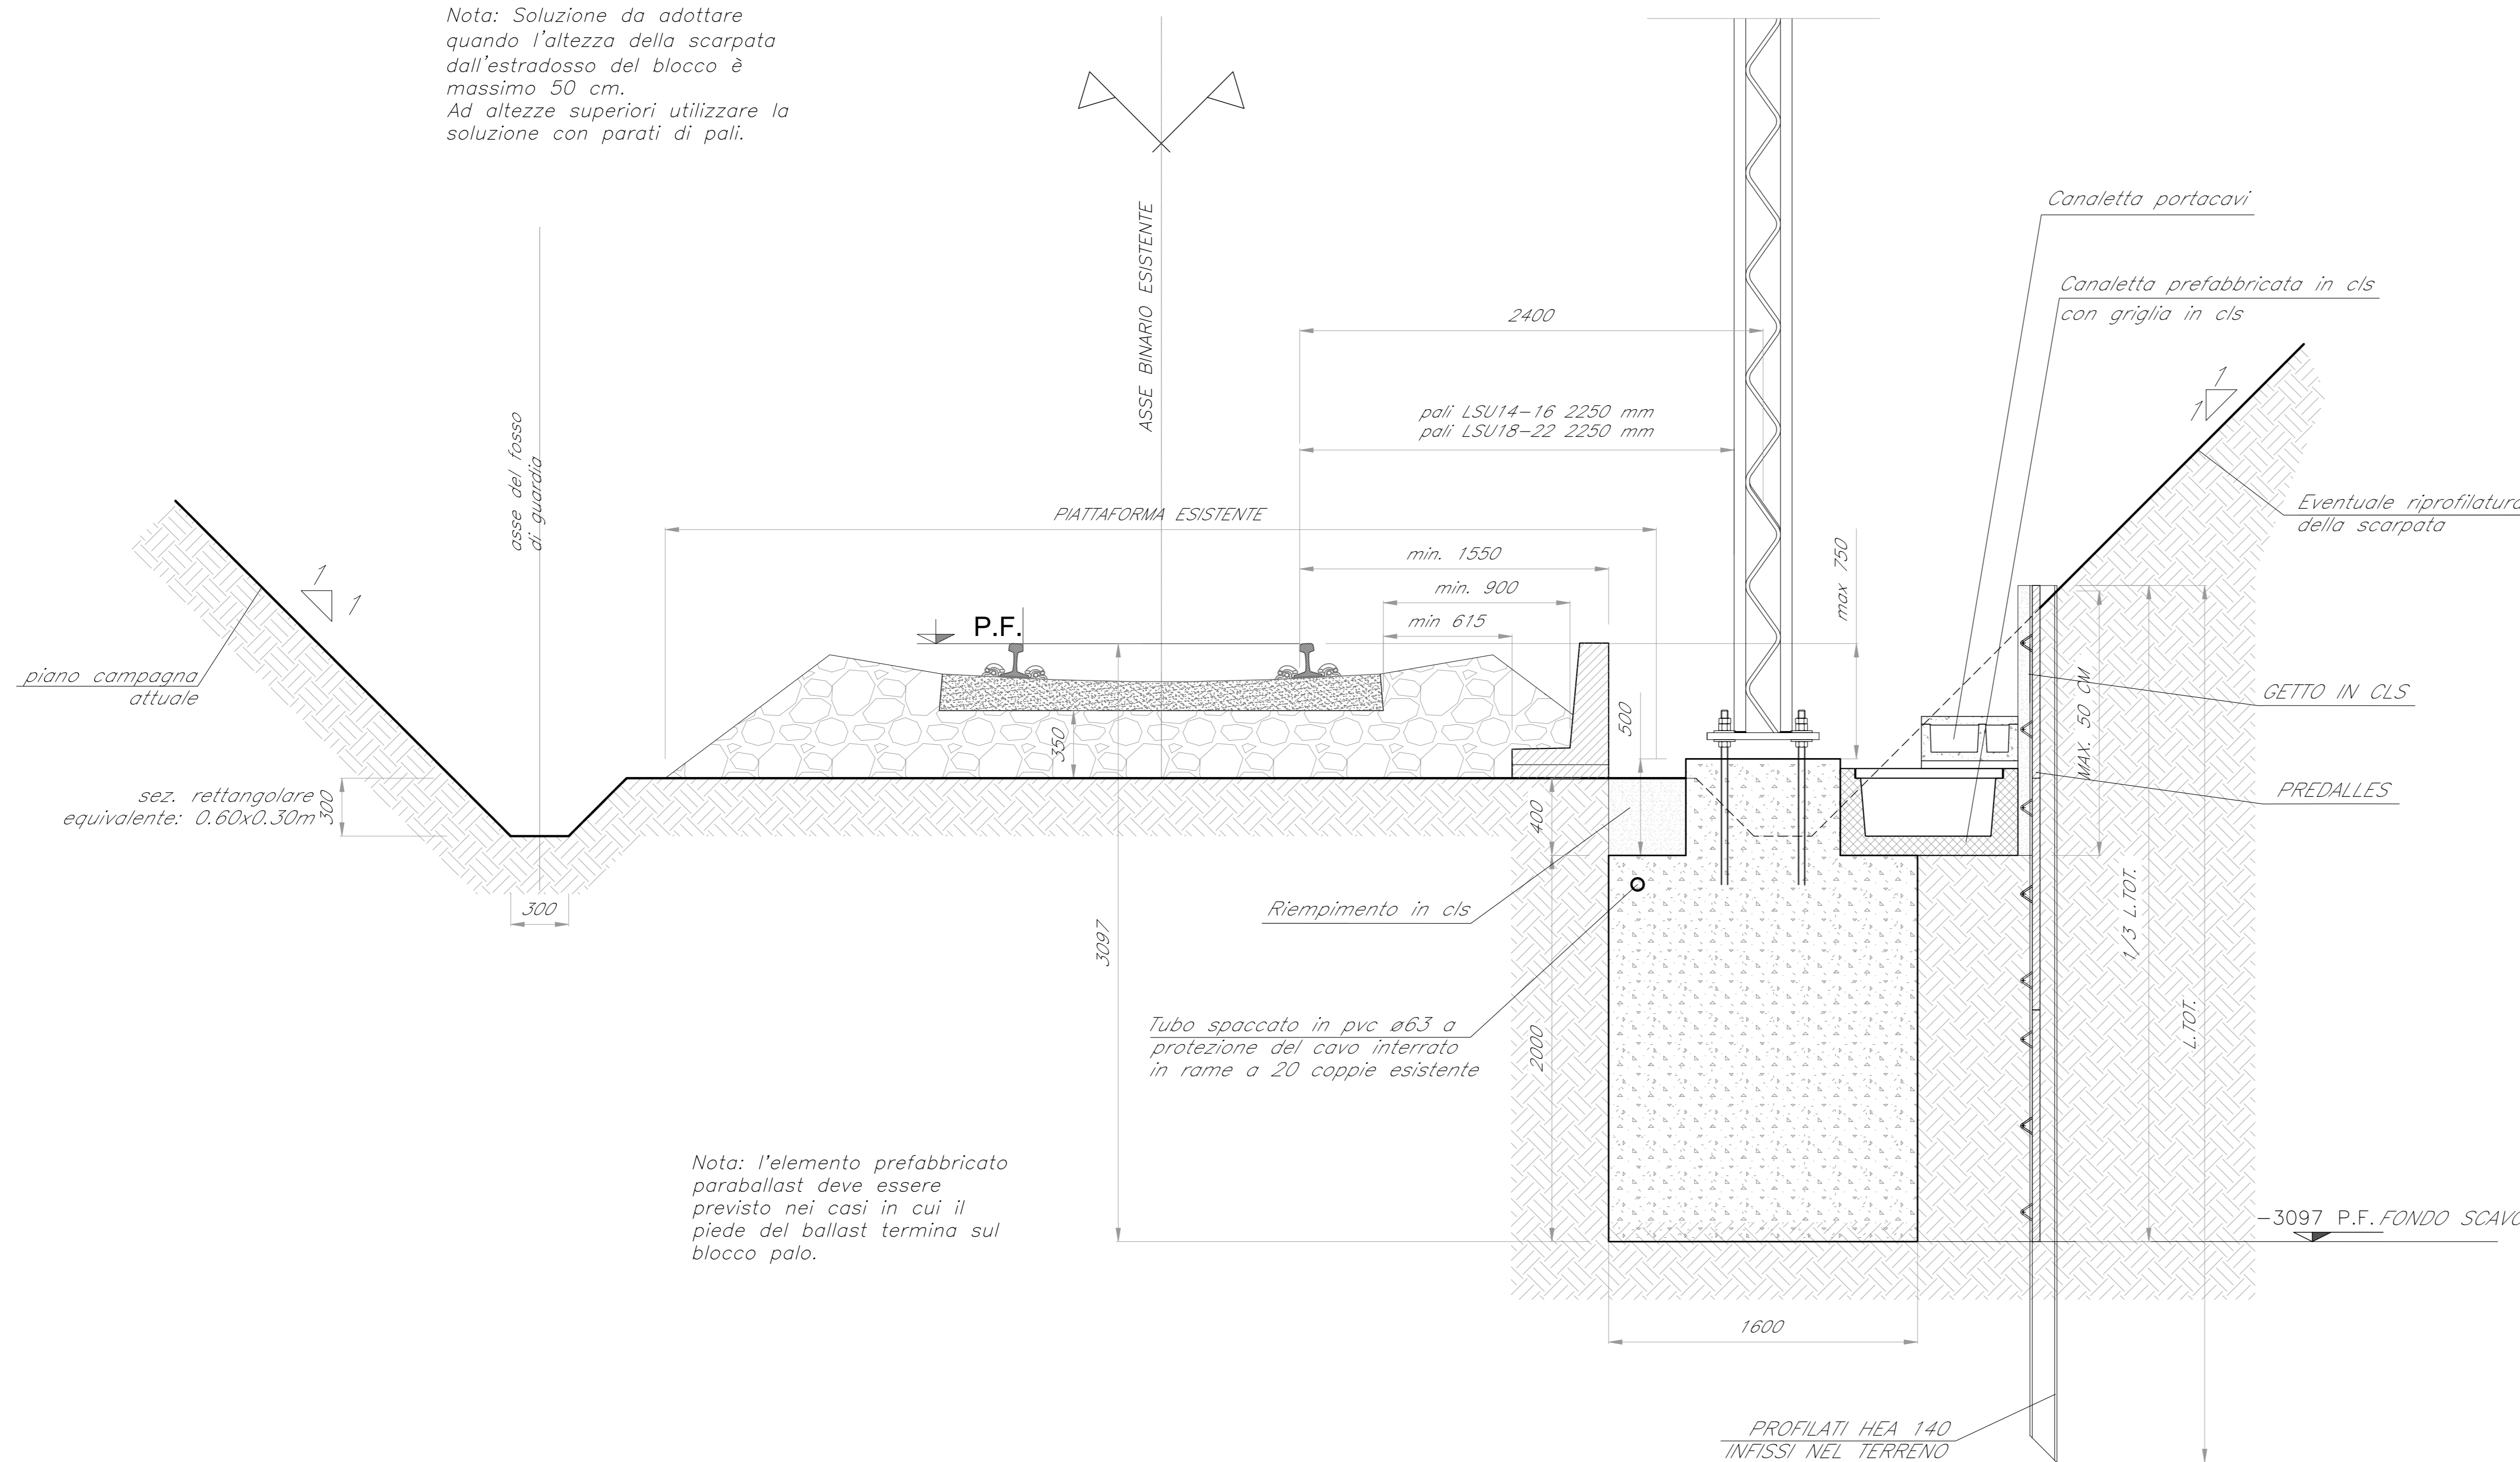 Nota: Soluzione da adottare
quando l'altezza della scarpata
dall'estradosso del blocco è
massimo 50 cm.
Ad altezze superiori utilizzare la
soluzione con parati di pali.
ASSE BINARIO ESISTENTE
asse del fosso
di guardia
Canaletta portacavi
Canaletta prefabbricata in cls
con griglia in cls
2400
pali LSU14-16 2250 mm
pali LSU18-22 2250 mm
1
1
Eventuale riprofilatura
della scarpata
PIATTAFORMA ESISTENTE
min. 1550
min. 900
min 615
max 750
1
1
P.F.
piano campagna
attuale
GETTO IN CLS
MAX. 50 CM
500
350
PREDALLES
sez. rettangolare
equivalente: 0.60x0.30m
300
400
300
Riempimento in cls
3097
1/3 L.TOT.
L.TOT.
Tubo spaccato in pvc ø63 a
protezione del cavo interrato
in rame a 20 coppie esistente
2000
Nota: l'elemento prefabbricato
paraballast deve essere
previsto nei casi in cui il
piede del ballast termina sul
blocco palo.
-3097 P.F. FONDO SCAVO
1600
PROFILATI HEA 140
INFISSI NEL TERRENO